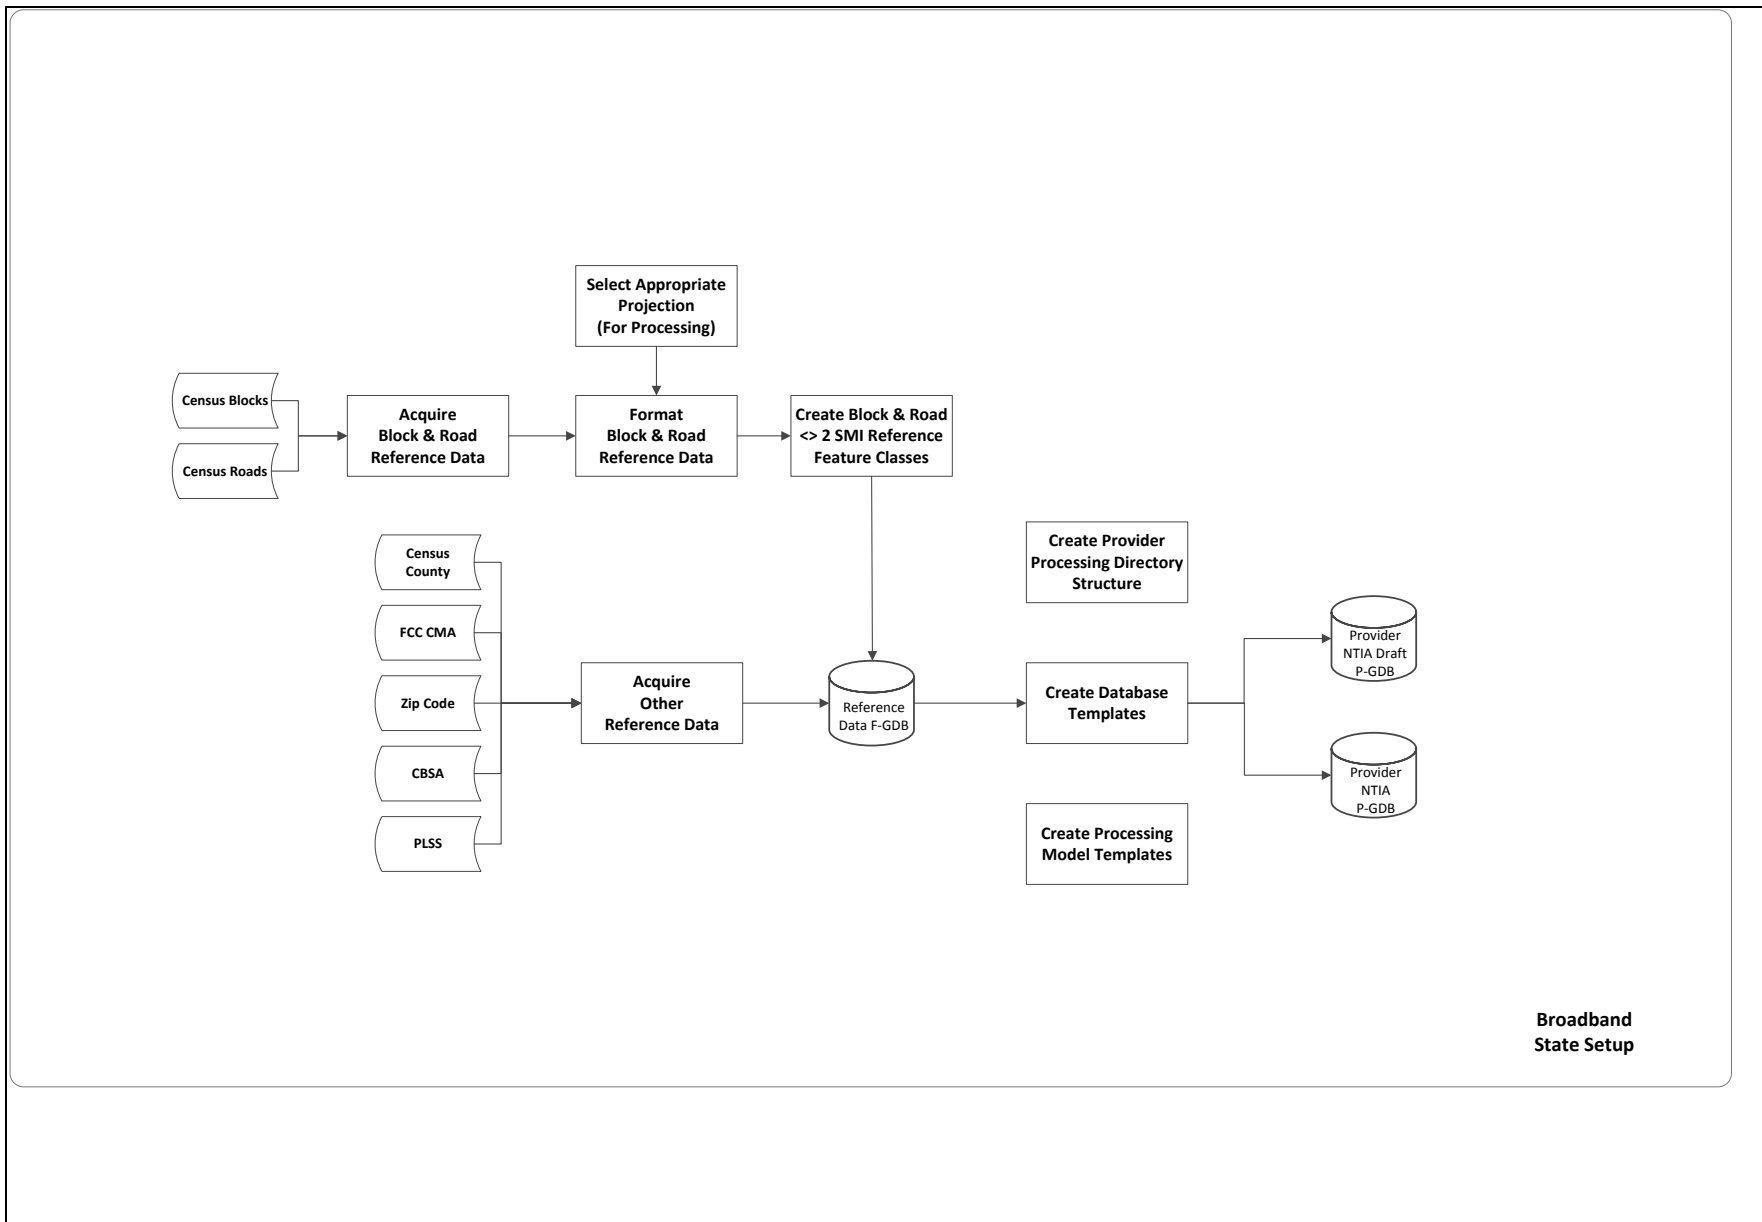 Select Appropriate
Projection
(For Processing)
Census Blocks
Census Roads
Acquire
Block & Road
Reference Data
Format
Block & Road
Reference Data
Create Block & Road
<> 2 SMI Reference
Feature Classes
Census
County
FCC CMA
Zip Code
CBSA
PLSS
Acquire
Other
Reference Data
Reference
Data F-GDB
Create Provider
Processing Directory
Structure
Create Database
Templates
Create Processing
Model Templates
Provider
NTIA Draft
P-GDB
Provider
NTIA
P-GDB
Broadband
State Setup